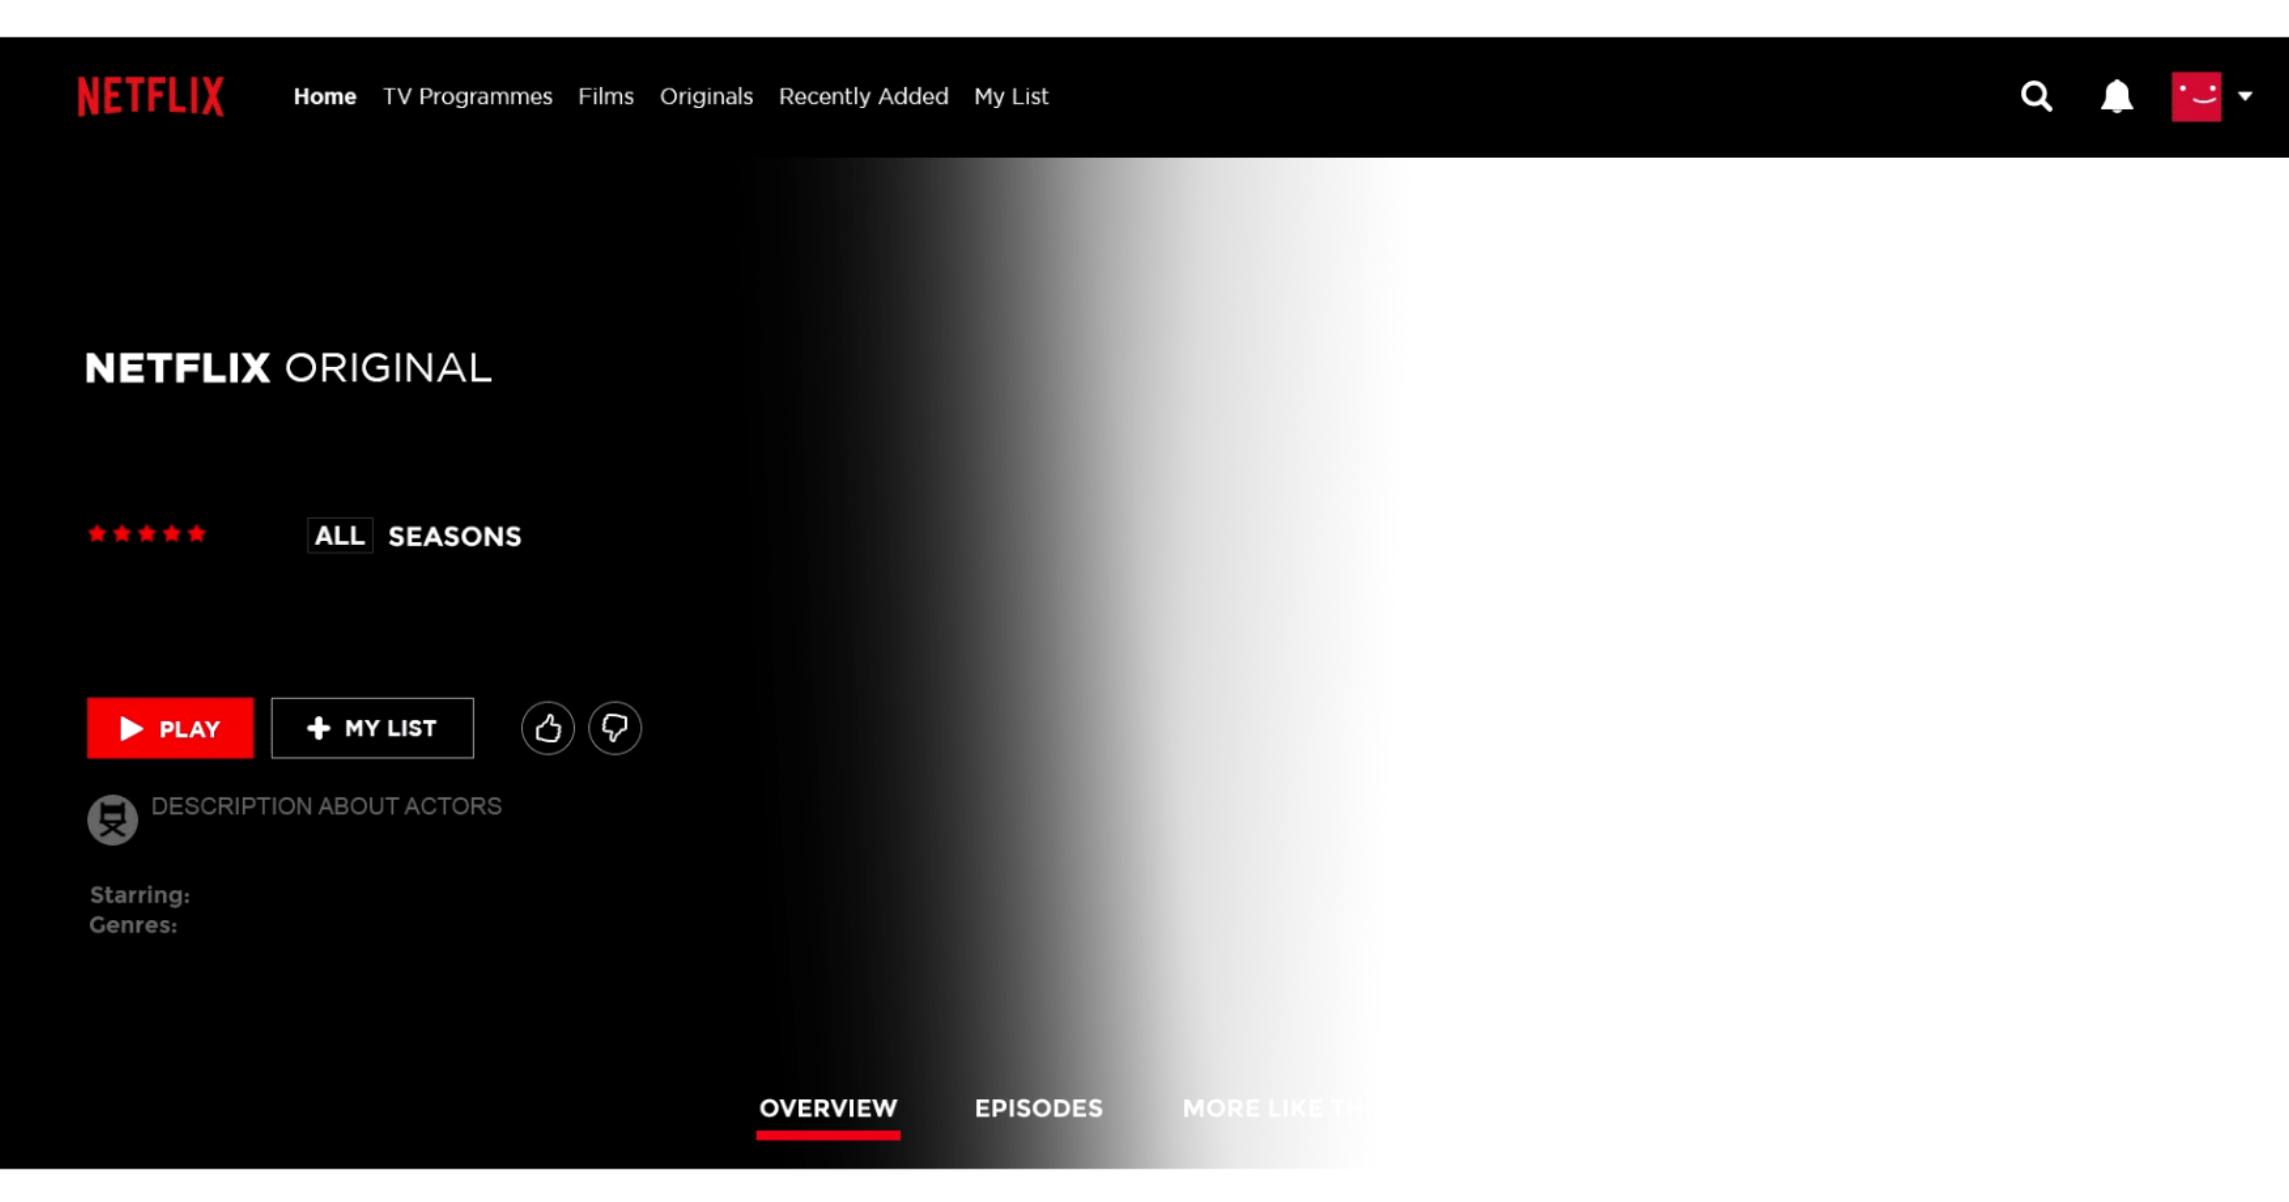 NETFLIX Home TV Programmes Films Originals Recently Added My List
NETFLIX ORIGINAL
ALL SEASONS
PLAY + MY LIST
DESCRIPTION ABOUT ACTORS
Starring:
Genres:
OVERVIEW EPISODES MORE LIKE